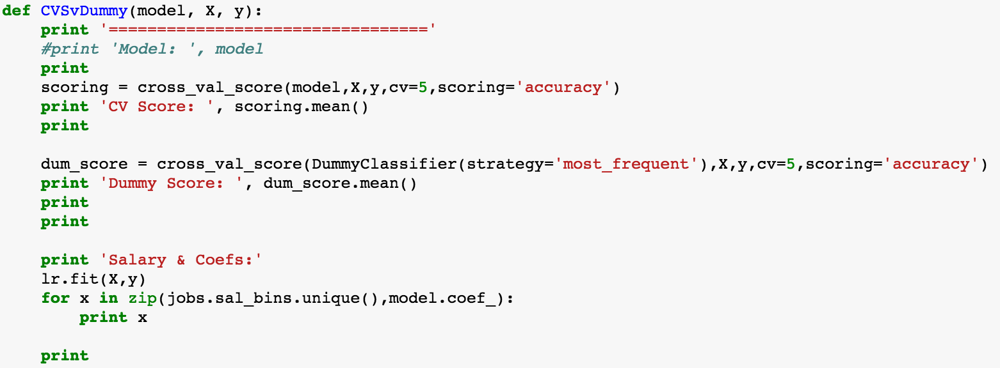 def CVSvDummy(model, X, y):
    print '================================='
    #print 'Model: ', model
    print
    scoring = cross_val_score(model,X,y,cv=5,scoring='accuracy')
    print 'CV Score: ', scoring.mean()
    print

    dum_score = cross_val_score(DummyClassifier(strategy='most_frequent'),X,y,cv=5,scoring='accuracy')
    print 'Dummy Score: ', dum_score.mean()
    print
    print

    print 'Salary & Coefs:'
    lr.fit(X,y)
    for x in zip(jobs.sal_bins.unique(),model.coef_):
        print x

    print